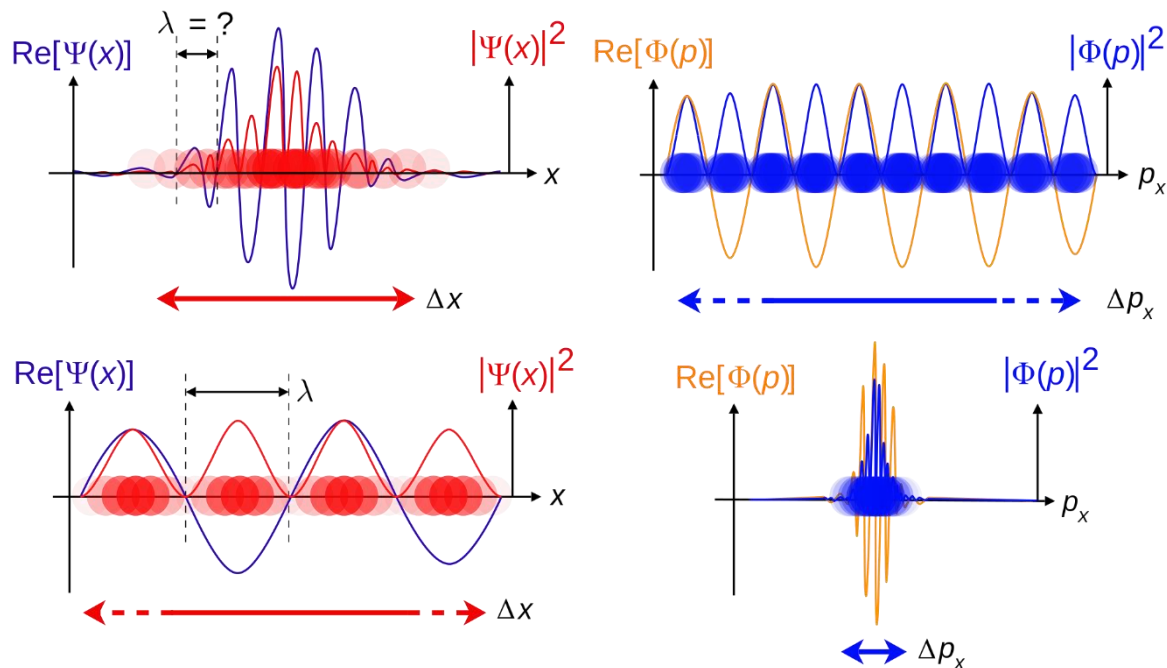 λ = ?
Re[Ψ(x)]
|Ψ(x)|²
x
Δx
Re[Φ(p)]
|Φ(p)|²
pₓ
Δpₓ
Re[Ψ(x)]
λ
|Ψ(x)|²
x
Δx
Re[Φ(p)]
|Φ(p)|²
pₓ
Δpₓ